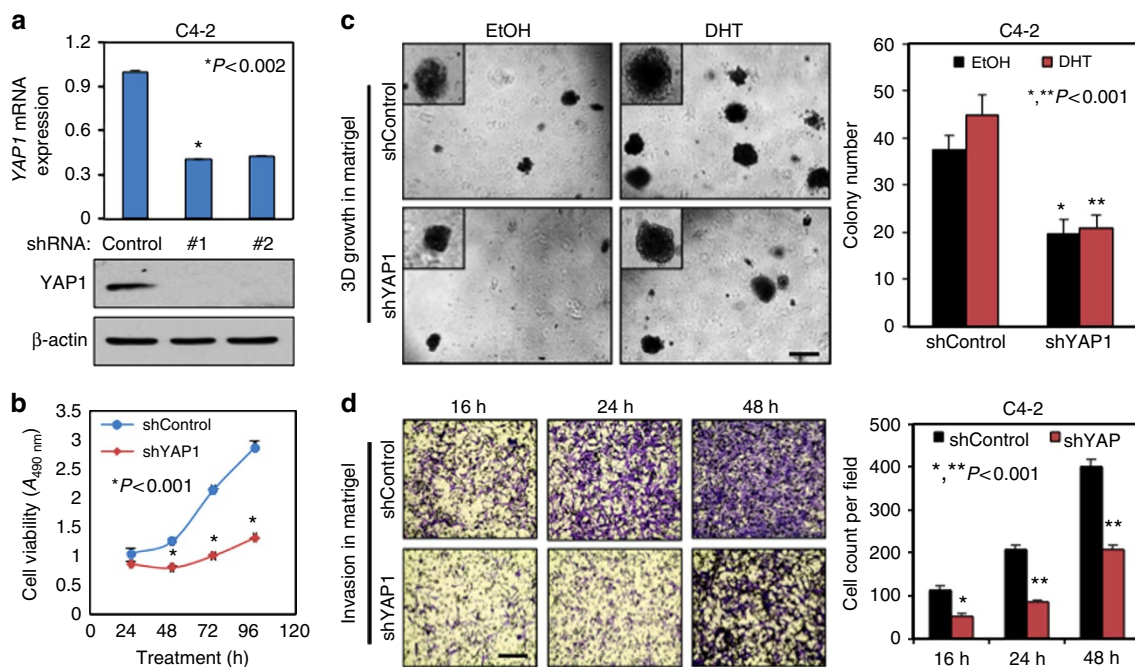 a
C4-2
1.2
0.9
0.6
0.3
0
YAP1 mRNA
expression
*P<0.002
*
shRNA: Control #1 #2
YAP1
β-actin
b
3.5
3
2.5
2
1.5
1
0.5
0
Cell viability (A490 nm)
shControl
shYAP1
*P<0.001
*
*
*
0 24 48 72 96 120
Treatment (h)
c
EtOH DHT
3D growth in matrigel
shControl
shYAP1
C4-2
60
50
40
30
20
10
0
Colony number
EtOH DHT
*,**P<0.001
* **
shControl shYAP1
d
16 h 24 h 48 h
Invasion in matrigel
shControl
shYAP1
C4-2
500
400
300
200
100
0
Cell count per field
shControl shYAP
*,**P<0.001
*
**
**
16 h 24 h 48 h